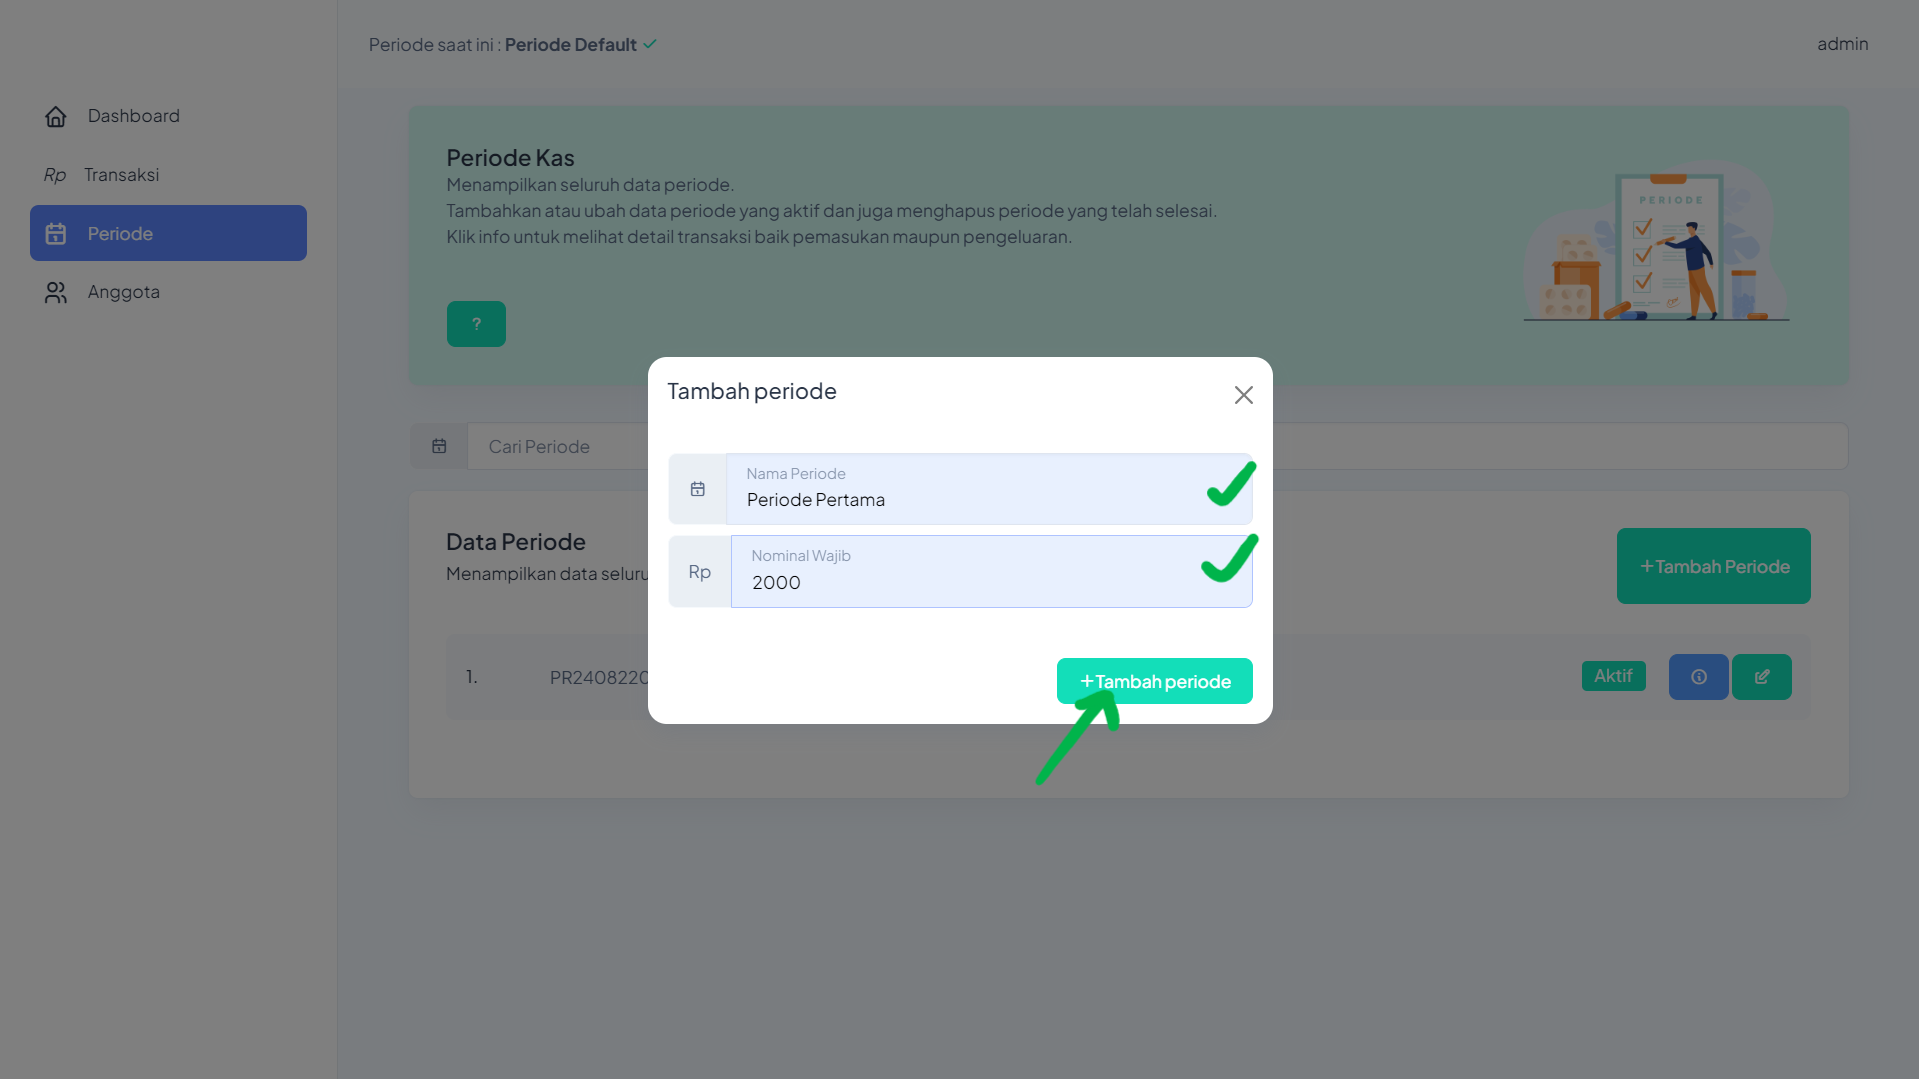 Periode saat ini : Periode Default
admin
Dashboard
Rp Transaksi
Periode
Anggota
Periode Kas
Menampilkan seluruh data periode.
Tambahkan atau ubah data periode yang aktif dan juga menghapus periode yang telah selesai.
Klik info untuk melihat detail transaksi baik pemasukan maupun pengeluaran.
?
PERIODE
Tambah periode
Cari Periode
Nama Periode
Periode Pertama
Rp
Nominal Wajib
2000
+Tambah periode
Data Periode
Menampilkan data
+Tambah Periode
1.
PR2408220
Aktif